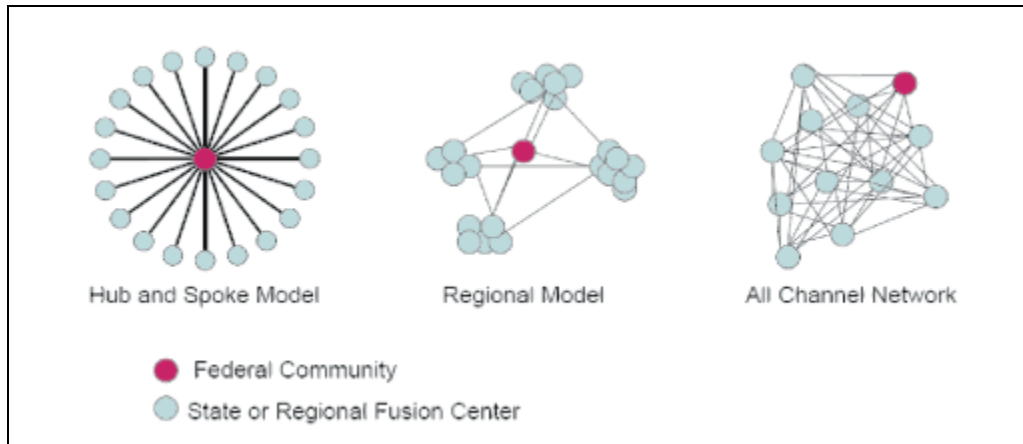 Hub and Spoke Model
Regional Model
All Channel Network
Federal Community
State or Regional Fusion Center